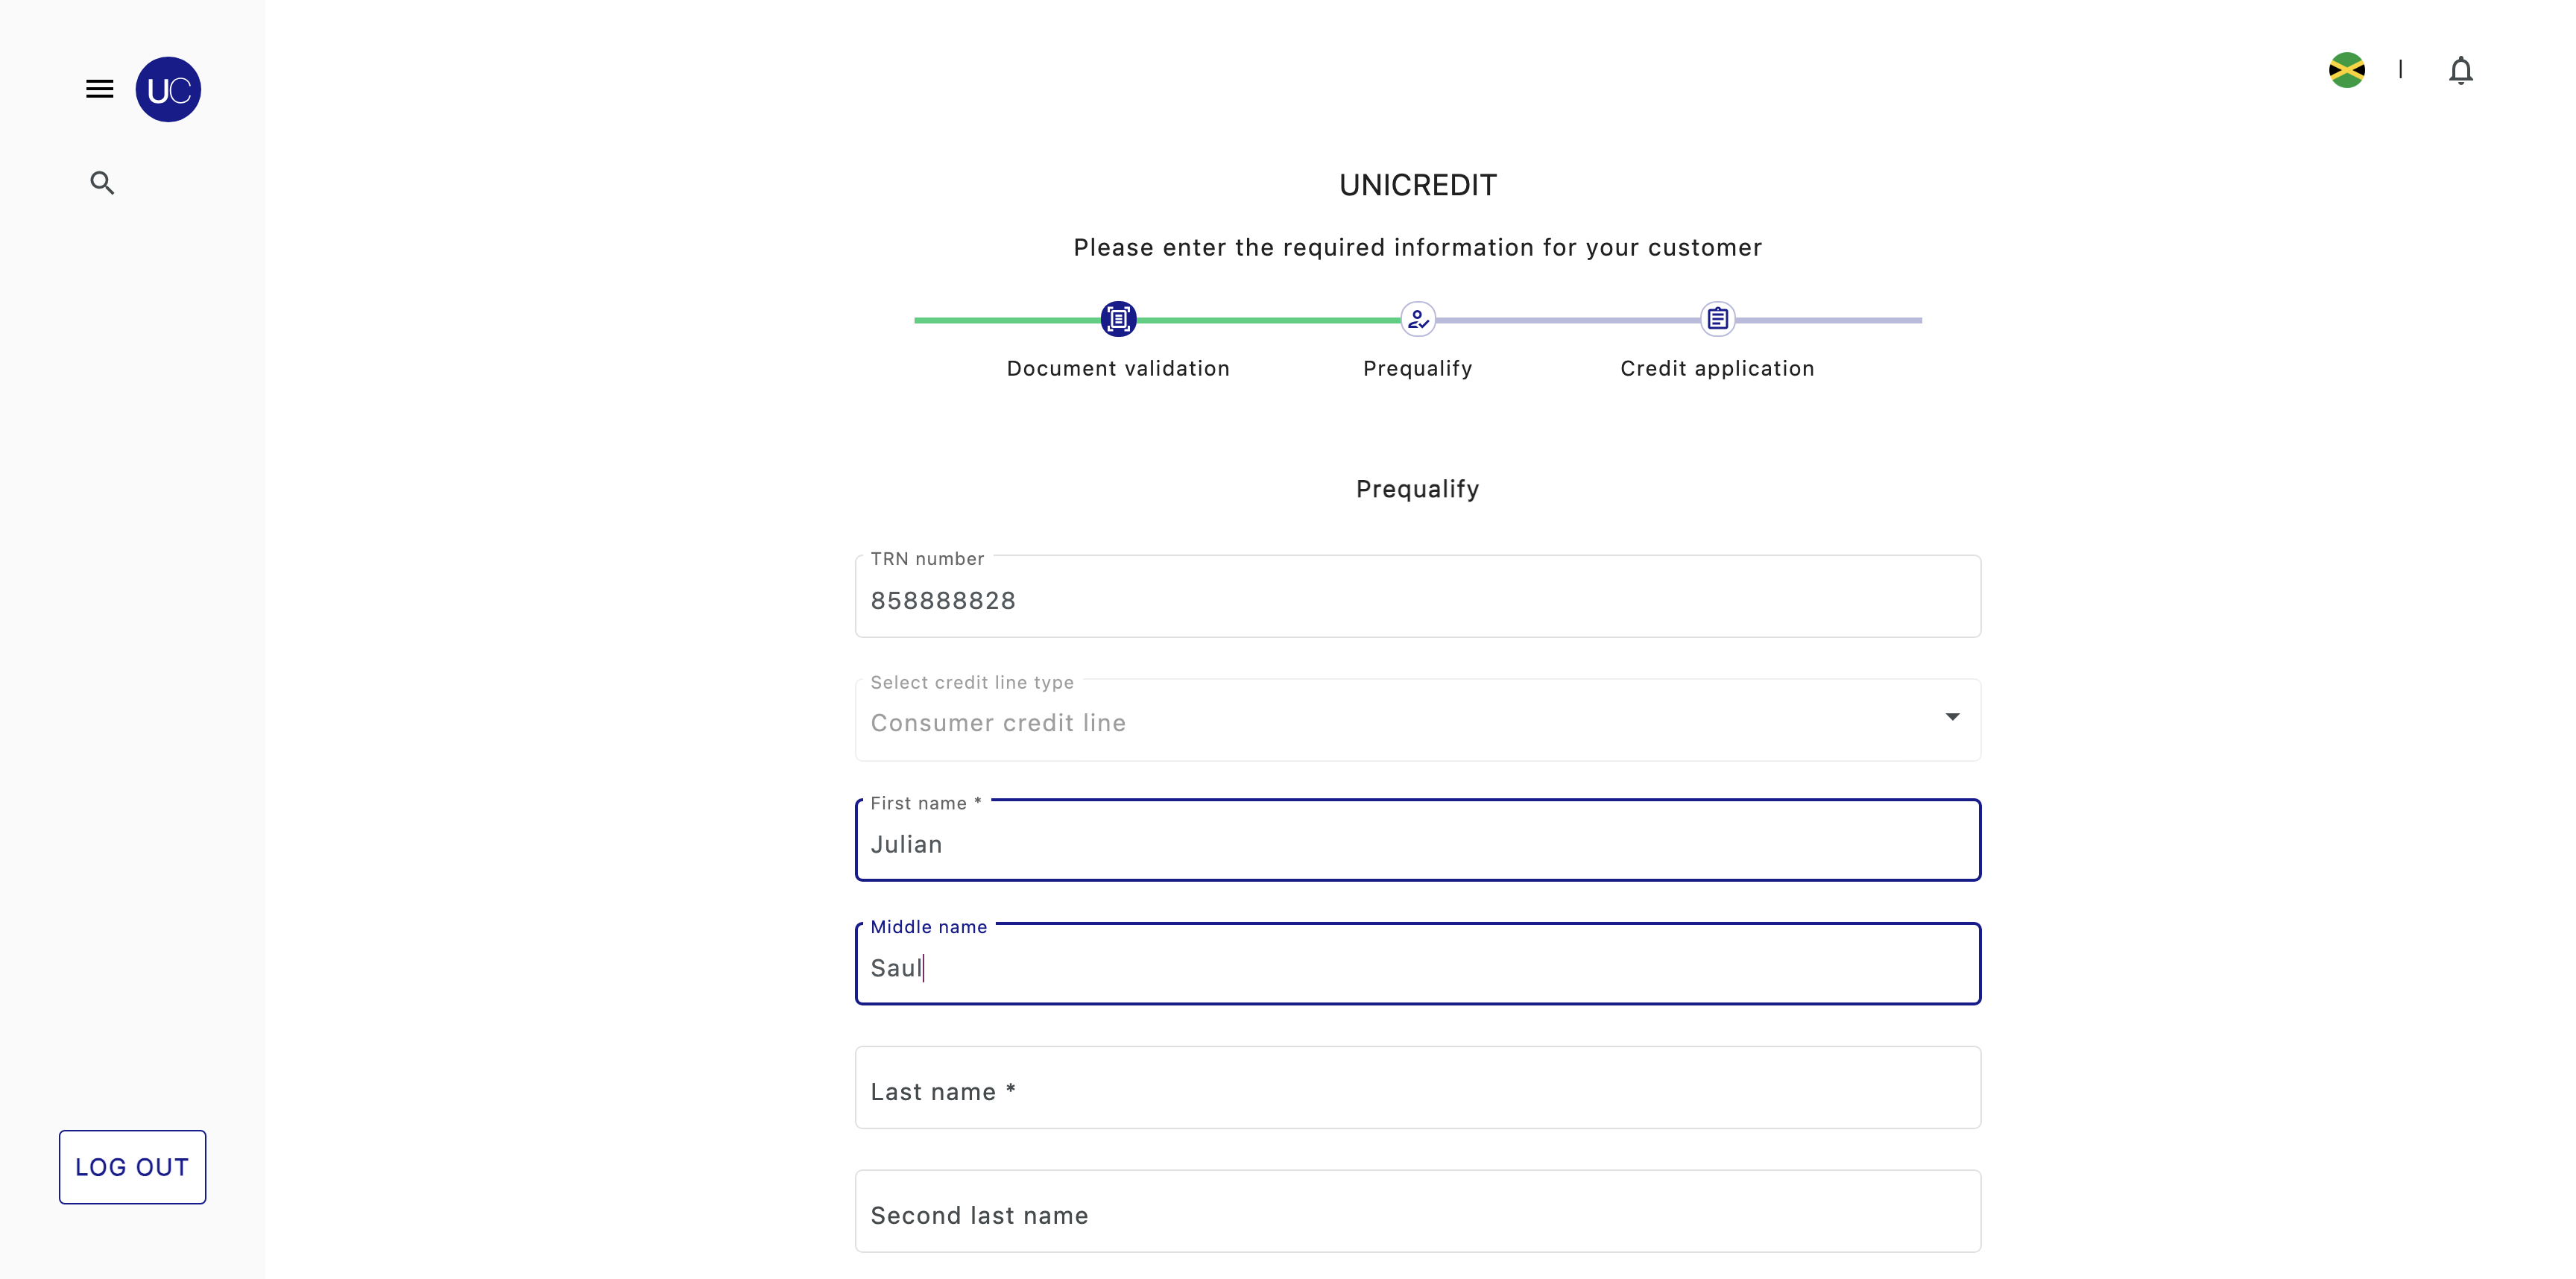 UC
UNICREDIT
Please enter the required information for your customer
Document validation
Prequalify
Credit application
Prequalify
TRN number
858888828
Select credit line type
Consumer credit line
First name *
Julian
Middle name
Saul
Last name *
Second last name
LOG OUT